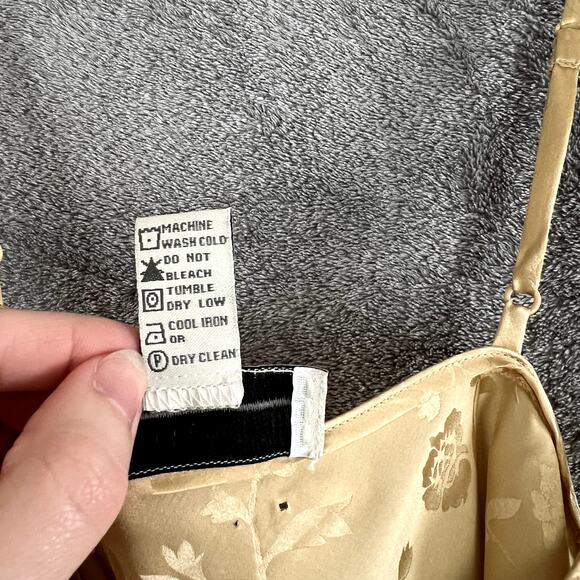 MACHINE
WASH COLD
DO NOT
BLEACH
TUMBLE
DRY LOW
COOL IRON
OR
P DRY CLEAN